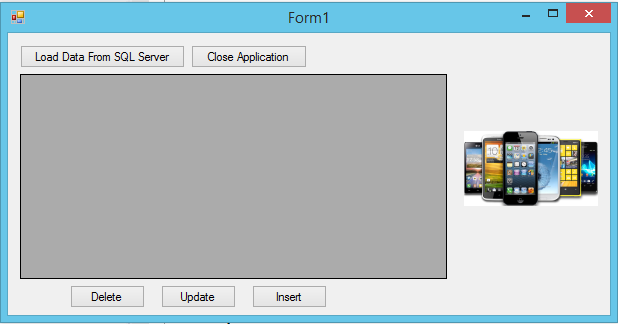 Form1
Load Data From SQL Server
Close Application
Delete
Update
Insert